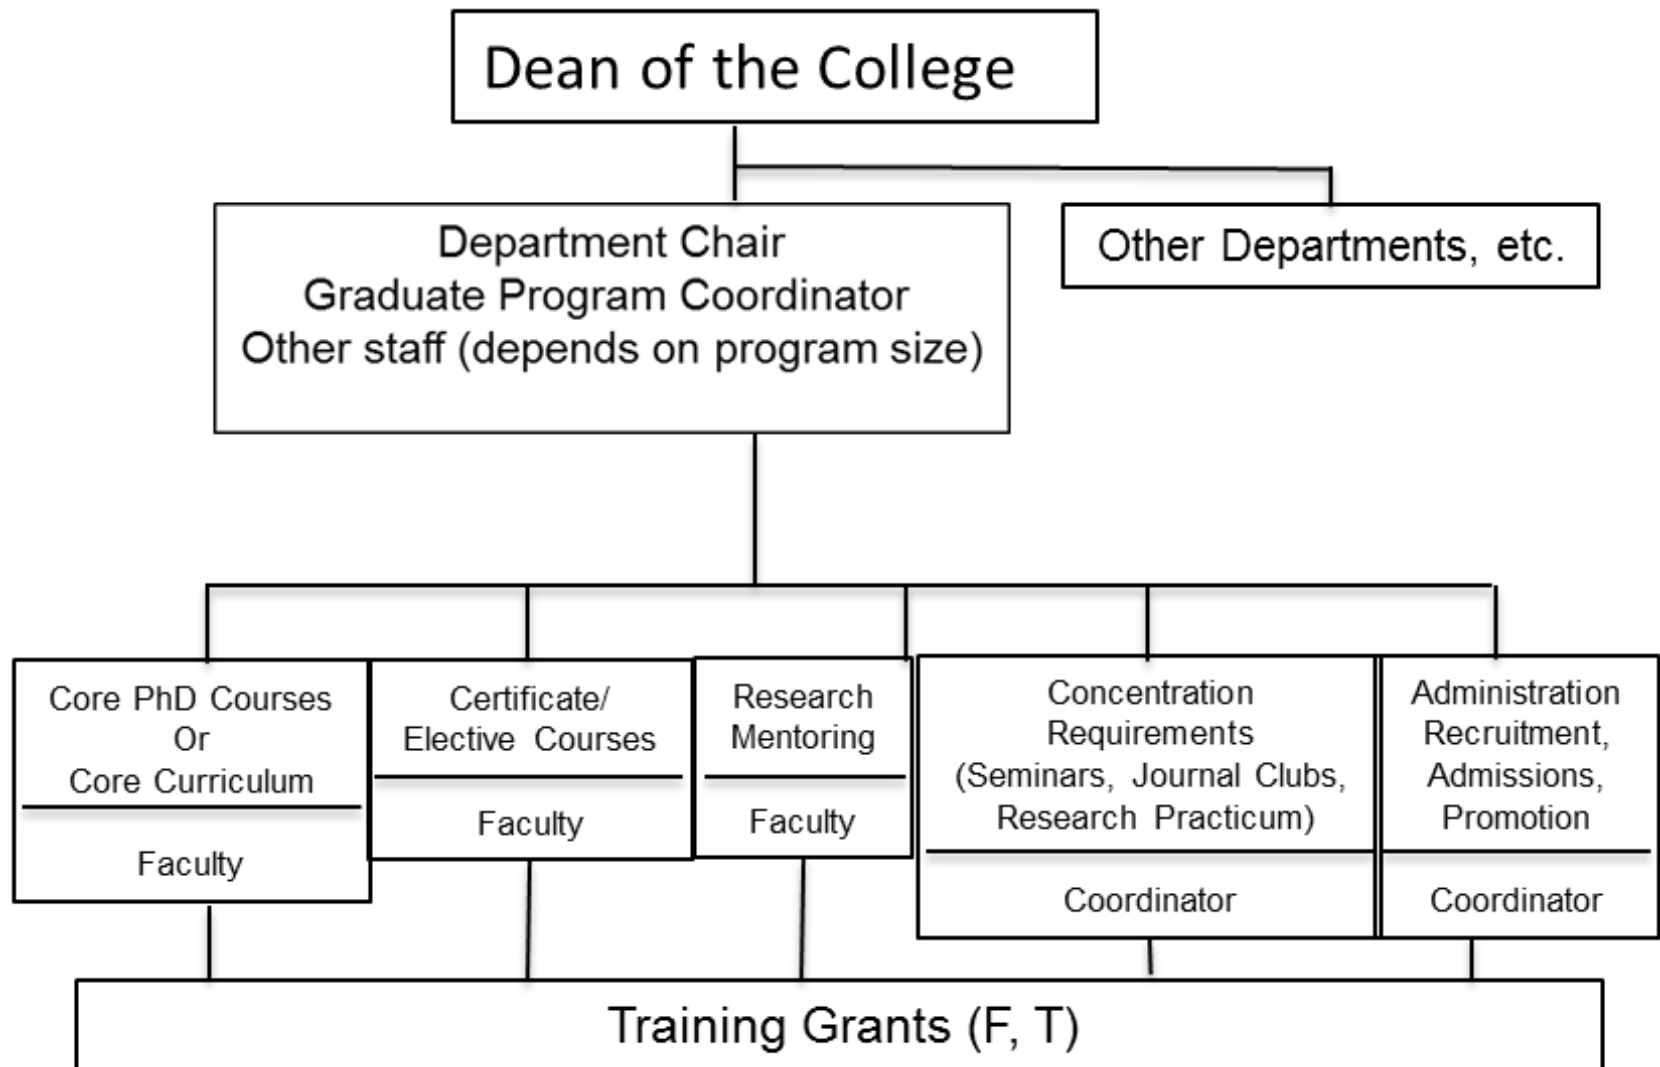 Dean of the College
Department Chair
Graduate Program Coordinator
Other staff (depends on program size)
Other Departments, etc.
Core PhD Courses
Or
Core Curriculum
Faculty
Certificate/
Elective Courses
Faculty
Research
Mentoring
Faculty
Concentration
Requirements
(Seminars, Journal Clubs,
Research Practicum)
Coordinator
Administration
Recruitment,
Admissions,
Promotion
Coordinator
Training Grants (F, T)